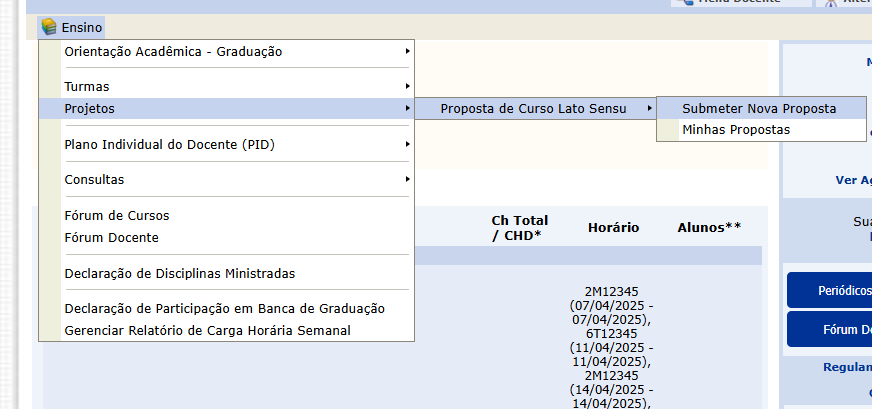 Menu Docente
Ensino
Orientação Acadêmica - Graduação
Turmas
Projetos
Proposta de Curso Lato Sensu
Submeter Nova Proposta
Minhas Propostas
Plano Individual do Docente (PID)
Consultas
Fórum de Cursos
Fórum Docente
Declaração de Disciplinas Ministradas
Declaração de Participação em Banca de Graduação
Gerenciar Relatório de Carga Horária Semanal
Ch Total
/ CHD*
Horário
Alunos**
2M12345
(07/04/2025 -
07/04/2025),
6T12345
(11/04/2025 -
11/04/2025),
2M12345
(14/04/2025 -
14/04/2025),
Ver
Periódicos
Fórum